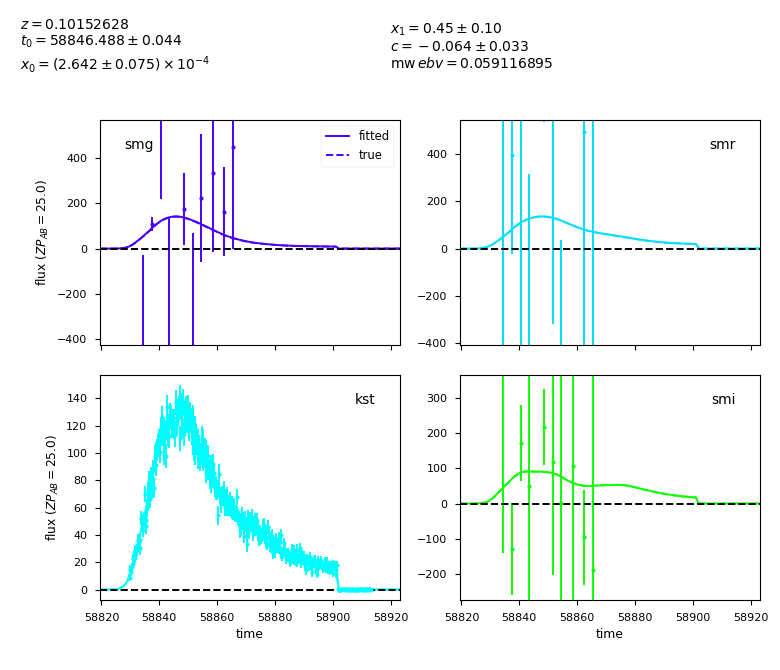 z = 0.10152628
t₀ = 58846.488 ± 0.044
x₀ = (2.642 ± 0.075) × 10⁻⁴
x₁ = 0.45 ± 0.10
c = −0.064 ± 0.033
mw ebv = 0.059116895
smg
fitted
true
400
200
0
−200
−400
flux (ZP_AB = 25.0)
smr
400
200
0
−200
−400
kst
140
120
100
80
60
40
20
0
flux (ZP_AB = 25.0)
58820 58840 58860 58880 58900 58920
time
smi
300
200
100
0
−100
−200
58820 58840 58860 58880 58900 58920
time